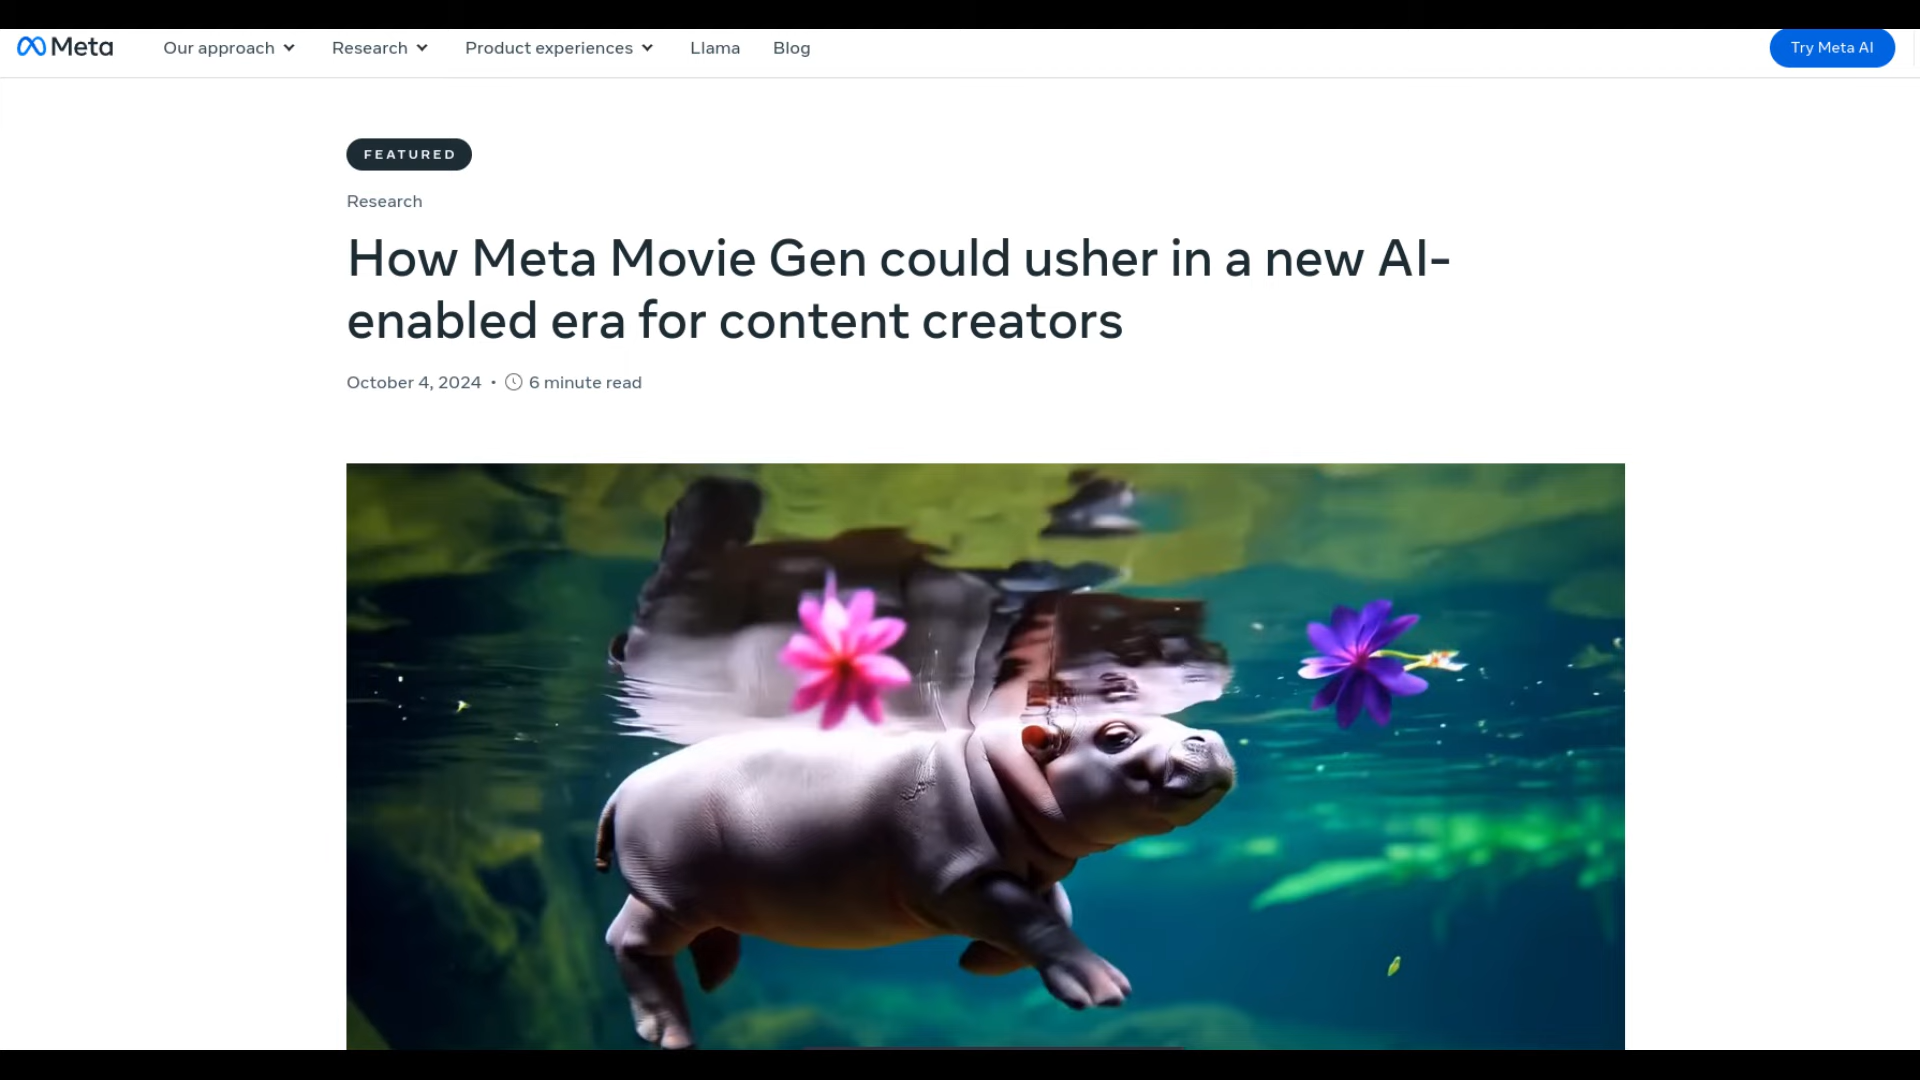 Meta
Our approach
Research
Product experiences
Llama
Blog
Try Meta AI
FEATURED
Research
How Meta Movie Gen could usher in a new AI-
enabled era for content creators
October 4, 2024 • 6 minute read